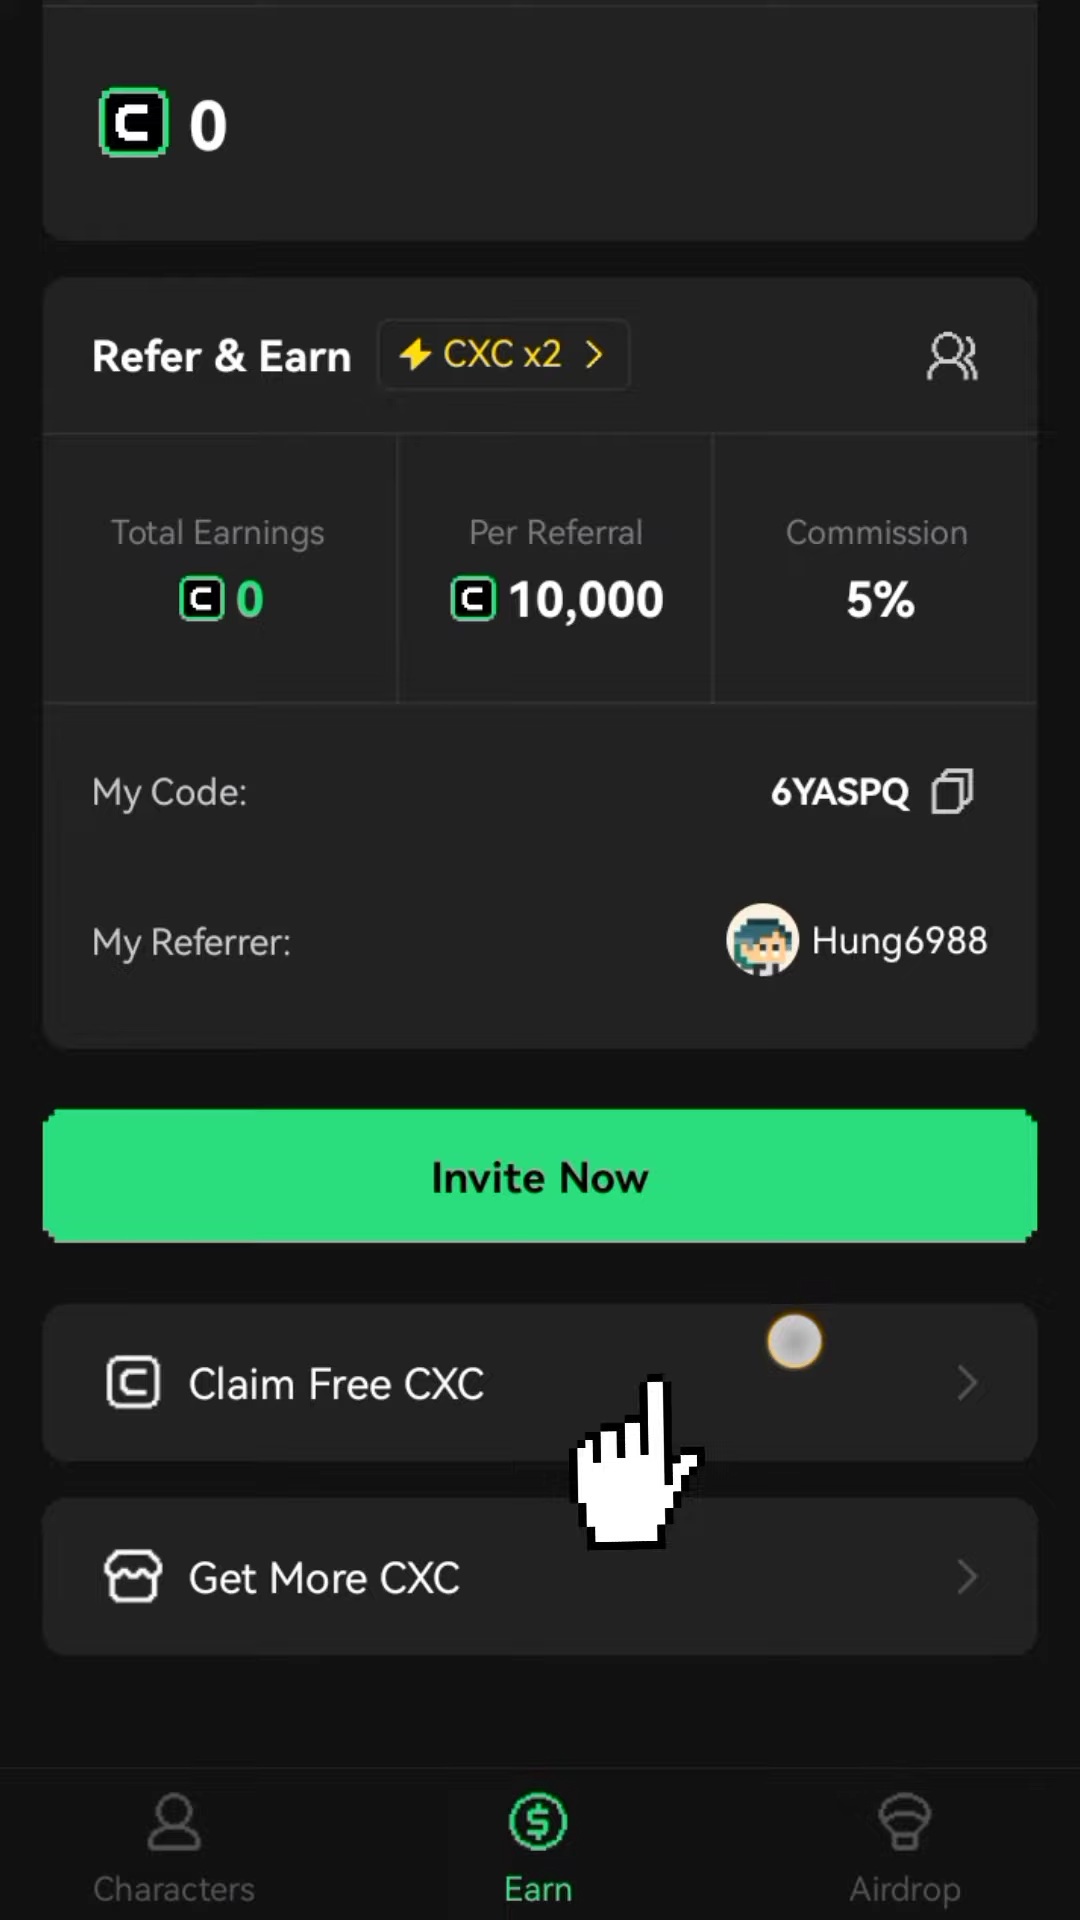 0
Refer & Earn CXC x2
Total Earnings Per Referral Commission
0 10,000 5%
My Code: 6YASPQ
My Referrer: Hung6988
Invite Now
Claim Free CXC
Get More CXC
Characters Earn Airdrop